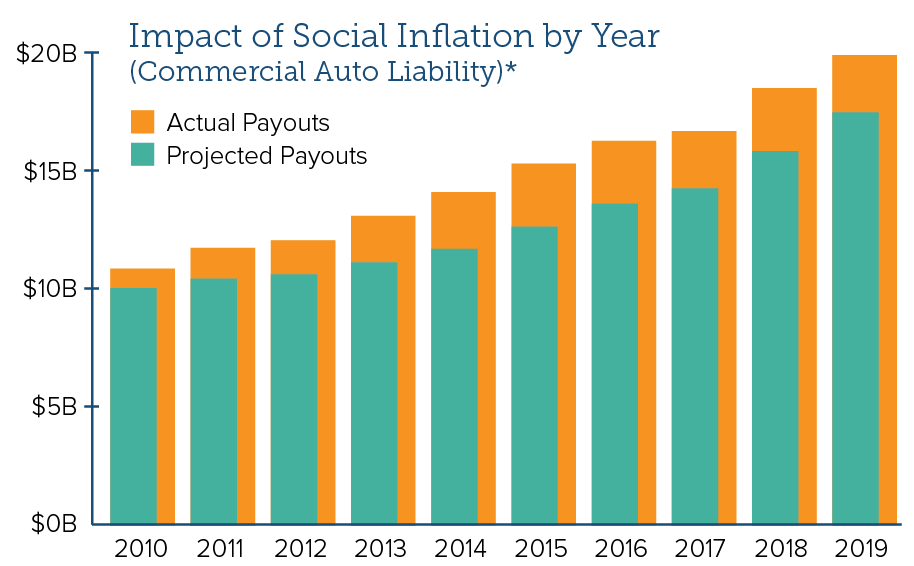 Impact of Social Inflation by Year
(Commercial Auto Liability)*
Actual Payouts
Projected Payouts
$20B
$15B
$10B
$5B
$0B
2010 2011 2012 2013 2014 2015 2016 2017 2018 2019